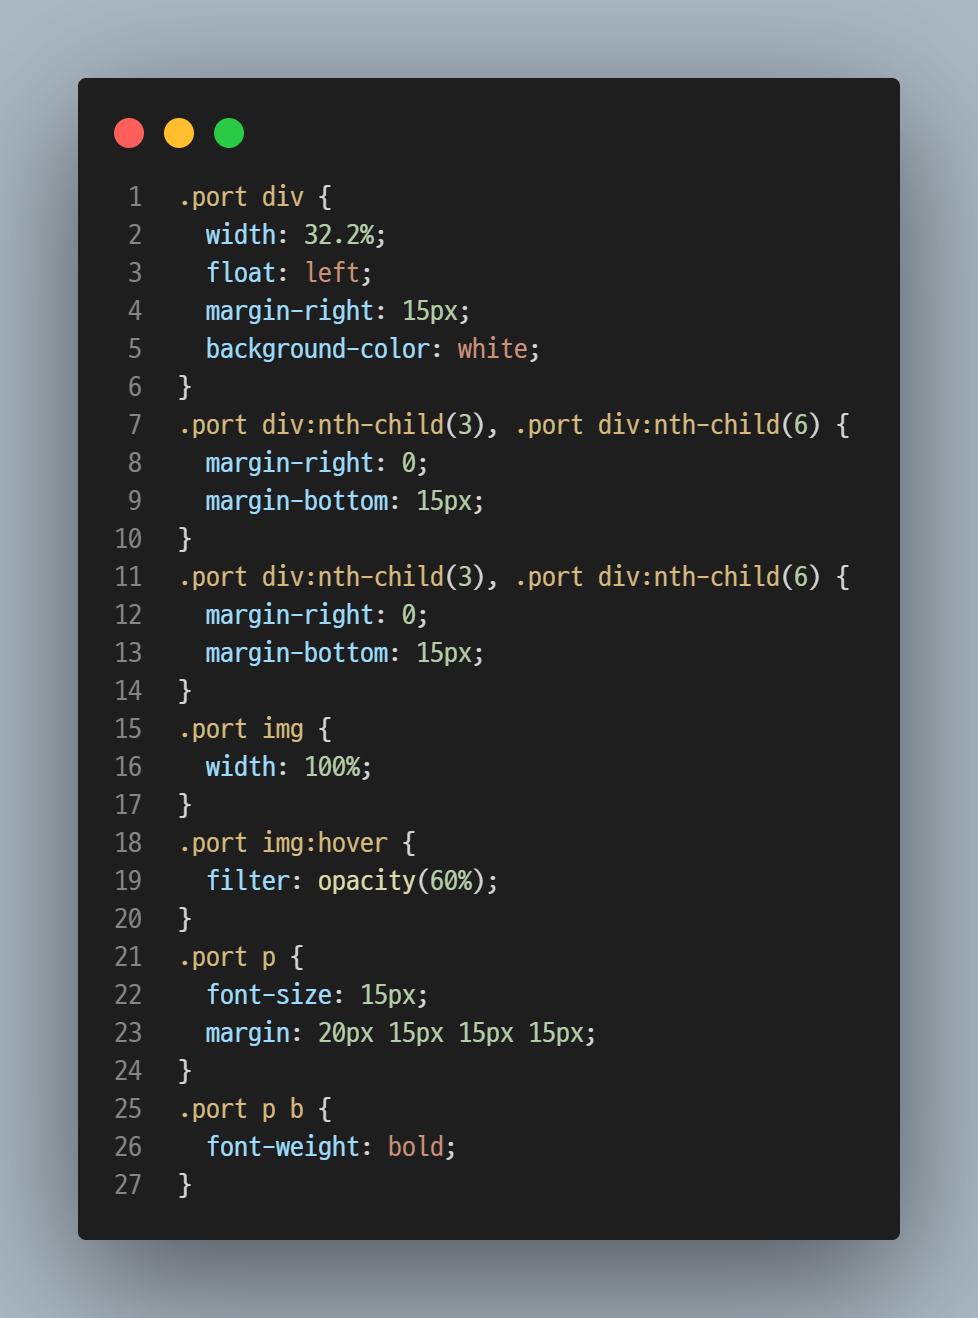 1 .port div {
2   width: 32.2%;
3   float: left;
4   margin-right: 15px;
5   background-color: white;
6 }
7 .port div:nth-child(3), .port div:nth-child(6) {
8   margin-right: 0;
9   margin-bottom: 15px;
10 }
11 .port div:nth-child(3), .port div:nth-child(6) {
12   margin-right: 0;
13   margin-bottom: 15px;
14 }
15 .port img {
16   width: 100%;
17 }
18 .port img:hover {
19   filter: opacity(60%);
20 }
21 .port p {
22   font-size: 15px;
23   margin: 20px 15px 15px 15px;
24 }
25 .port p b {
26   font-weight: bold;
27 }